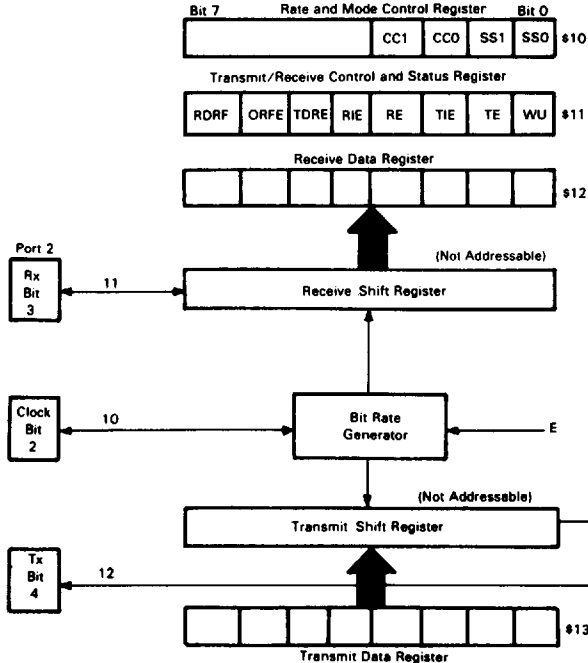 Bit 7 Rate and Mode Control Register Bit 0
CC1 CC0 SS1 SS0 $10
Transmit/Receive Control and Status Register
RDRF ORFE TDRE RIE RE TIE TE WU $11
Receive Data Register
$12
Port 2
(Not Addressable)
Rx
Bit
3
11
Receive Shift Register
Clock
Bit
2
10
Bit Rate
Generator
E
(Not Addressable)
Transmit Shift Register
Tx
Bit
4
12
$13
Transmit Data Register